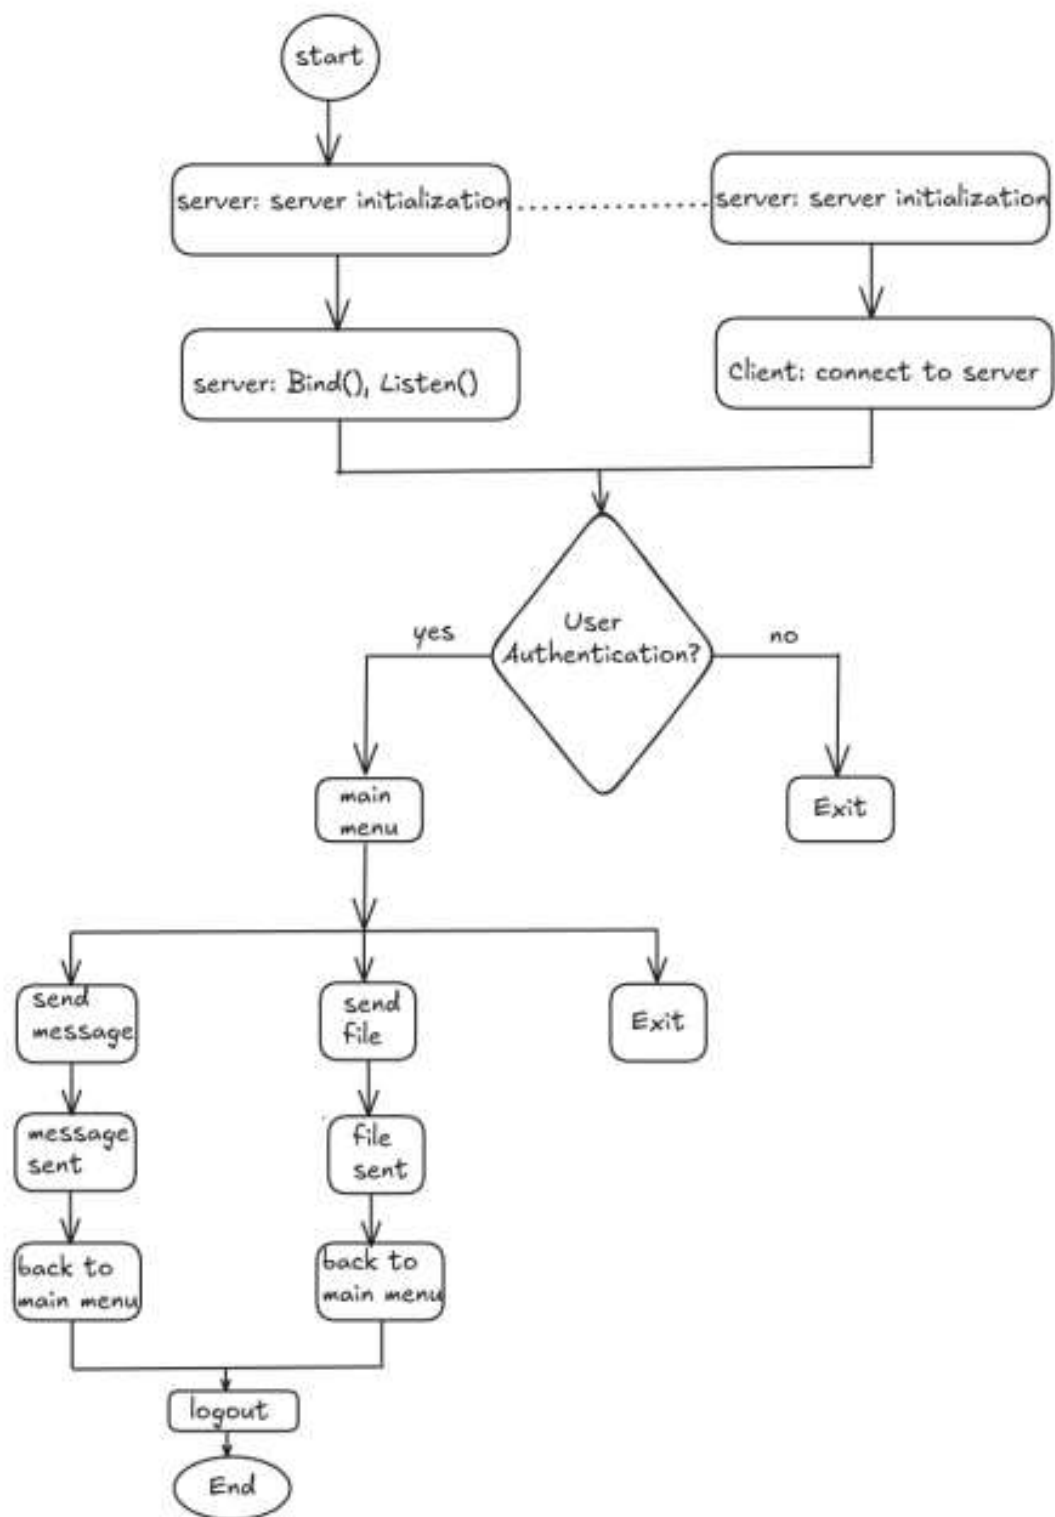 start
server: server initialization
server: server initialization
server: Bind(), Listen()
Client: connect to server
User
Authentication?
yes
no
main
menu
Exit
send
message
send
file
Exit
message
sent
file
sent
back to
main menu
back to
main menu
logout
End